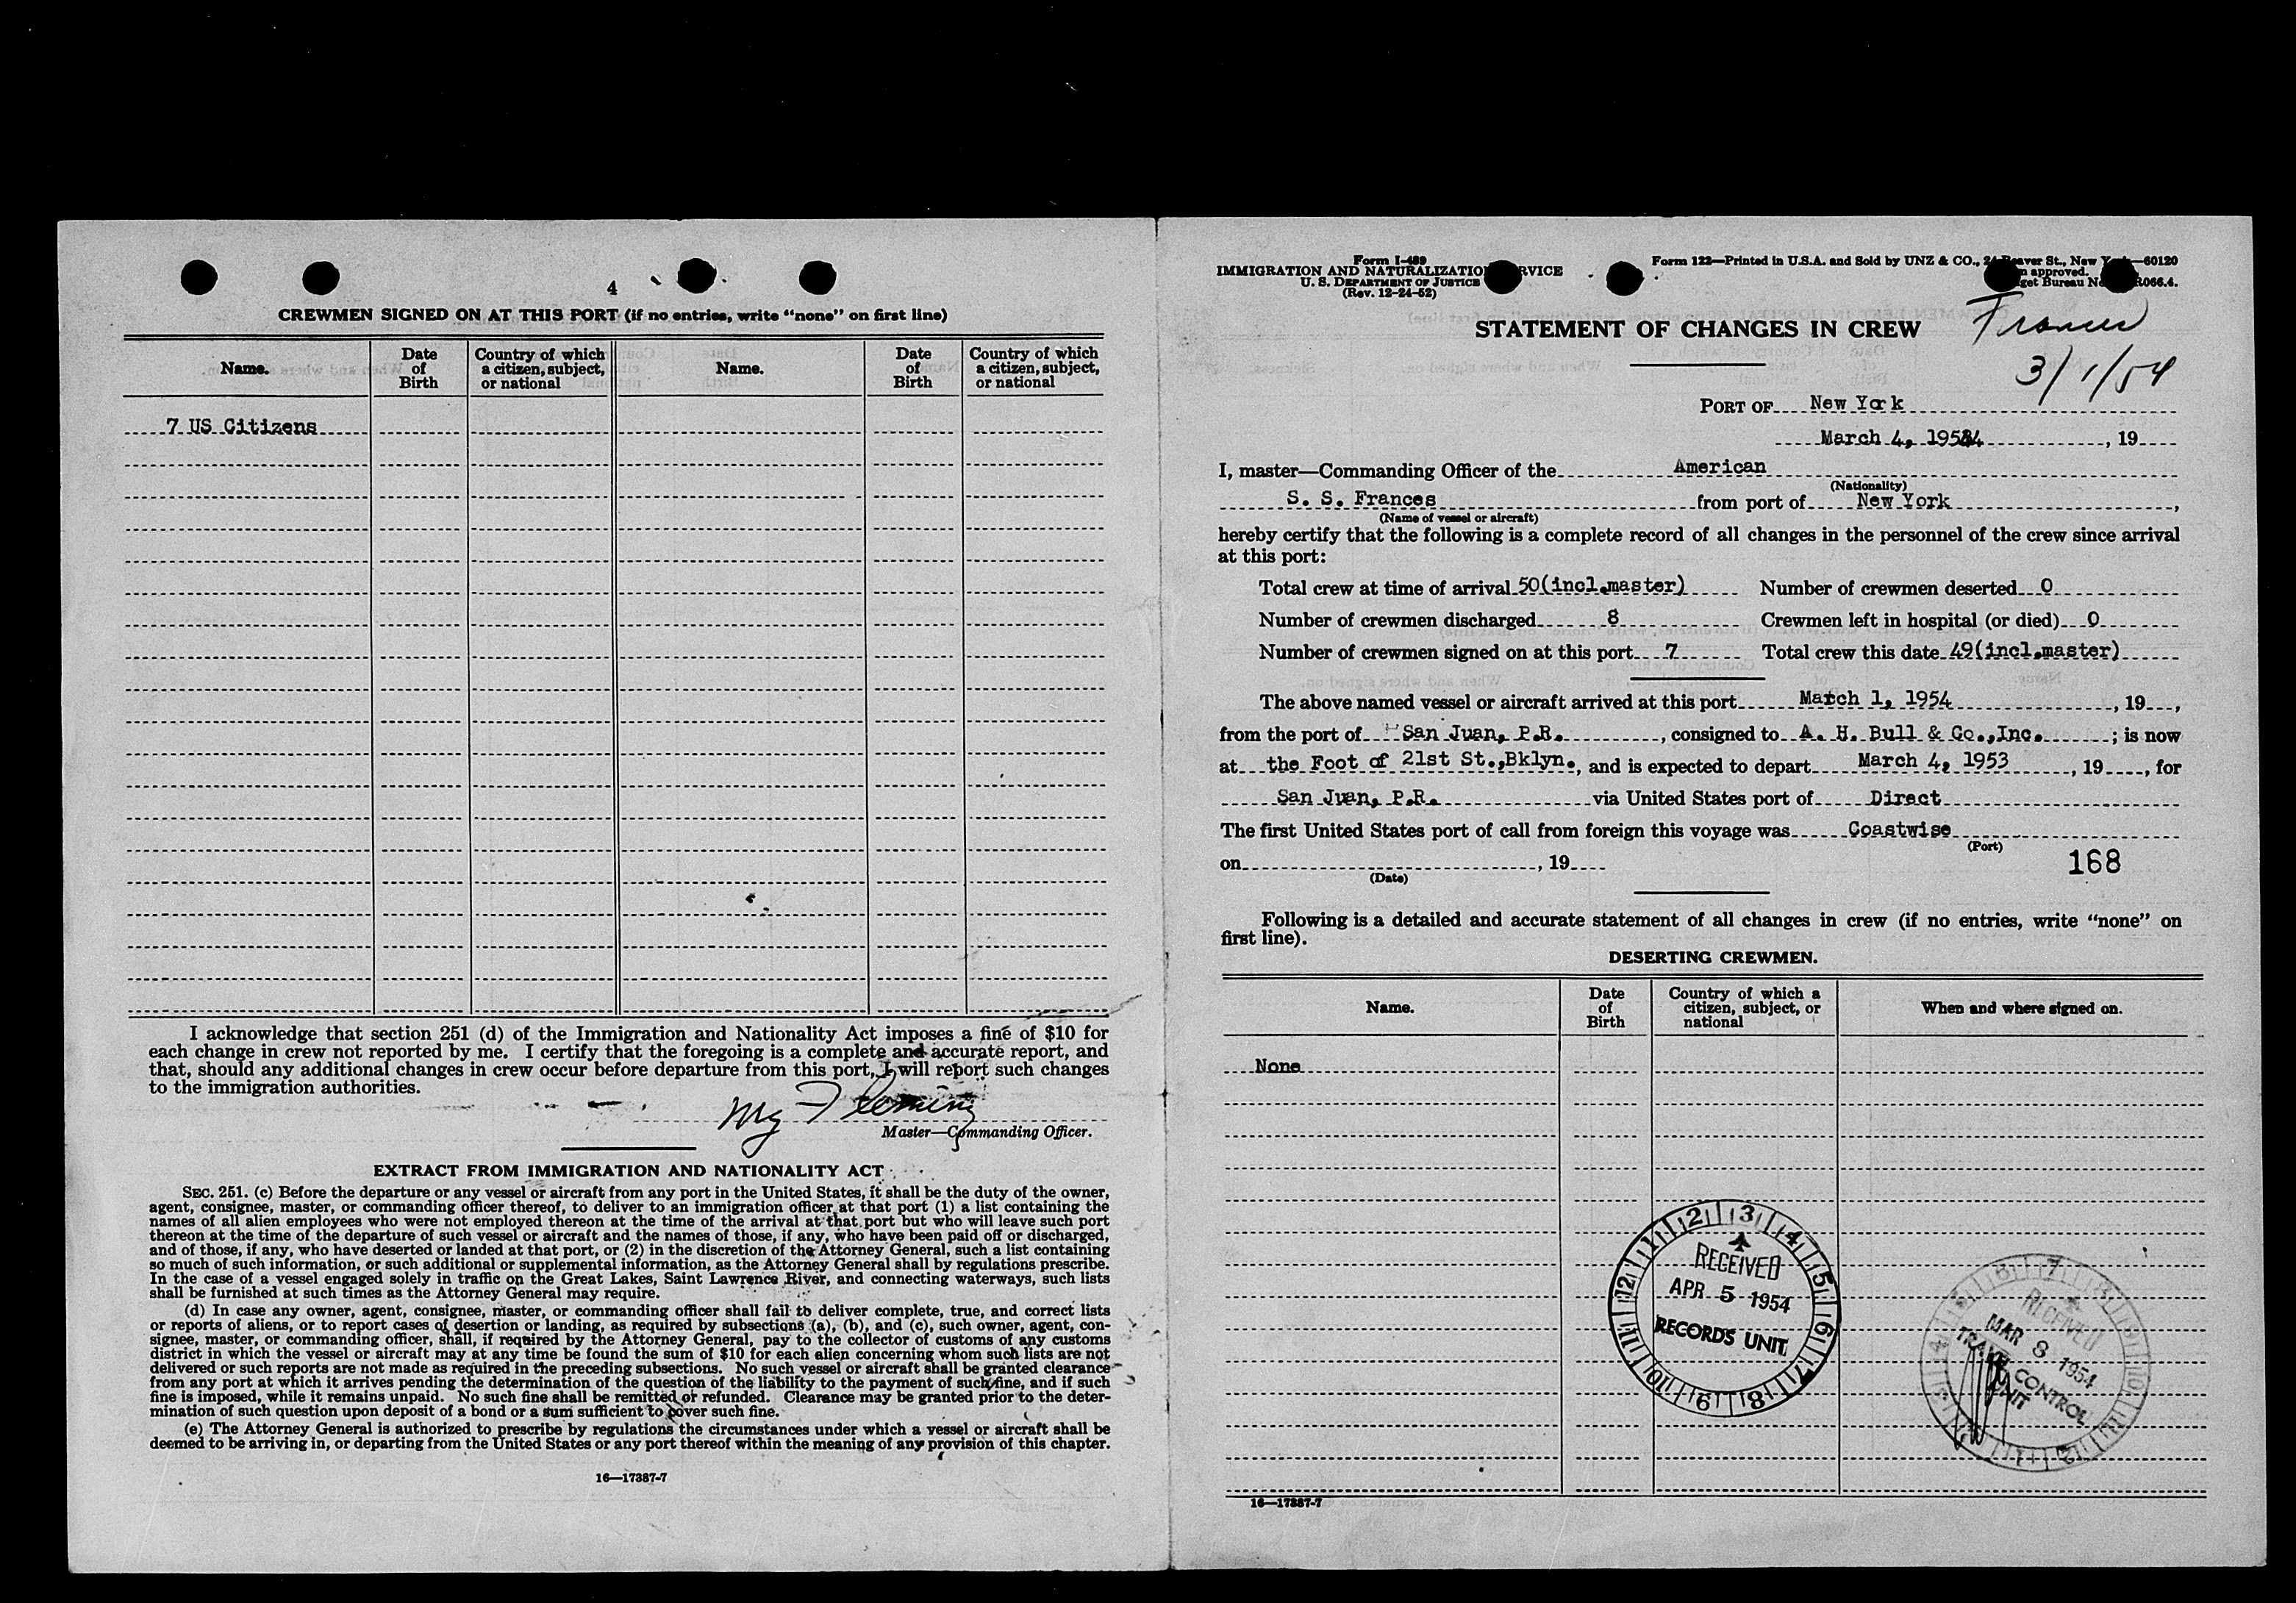 4
CREWMEN SIGNED ON AT THIS PORT (if no entries, write "none" on first line)
Name. Date of Birth Country of which a citizen, subject, or national Name. Date of Birth Country of which a citizen, subject, or national
7 US Citizens
I acknowledge that section 251 (d) of the Immigration and Nationality Act imposes a fine of $10 for
each change in crew not reported by me. I certify that the foregoing is a complete and accurate report, and
that, should any additional changes in crew occur before departure from this port, I will report such changes
to the immigration authorities.
Fleming
Master—Commanding Officer.
EXTRACT FROM IMMIGRATION AND NATIONALITY ACT
SEC. 251. (c) Before the departure or any vessel or aircraft from any port in the United States, it shall be the duty of the owner,
agent, consignee, master, or commanding officer thereof, to deliver to an immigration officer at that port (1) a list containing the
names of all alien employees who were not employed thereon at the time of the arrival at that port but who will leave such port
thereon at the time of the departure of such vessel or aircraft and the names of those, if any, who have been paid off or discharged,
and of those, if any, who have deserted or landed at that port, or (2) in the discretion of the Attorney General, such a list containing
so much of such information, or such additional or supplemental information, as the Attorney General shall by regulations prescribe.
In the case of a vessel engaged solely in traffic on the Great Lakes, Saint Lawrence River, and connecting waterways, such lists
shall be furnished at such times as the Attorney General may require.
(d) In case any owner, agent, consignee, master, or commanding officer shall fail to deliver complete, true, and correct lists
or reports of aliens, or to report cases of desertion or landing, as required by subsections (a), (b), and (c), such owner, agent, con-
signee, master, or commanding officer, shall, if required by the Attorney General, pay to the collector of customs of any customs
district in which the vessel or aircraft may at any time be found the sum of $10 for each alien concerning whom such lists are not
delivered or such reports are not made as required in the preceding subsections. No such vessel or aircraft shall be granted clearance
from any port at which it arrives pending the determination of the question of the liability to the payment of such fine, and if such
fine is imposed, while it remains unpaid. No such fine shall be remitted or refunded. Clearance may be granted prior to the deter-
mination of such question upon deposit of a bond or a sum sufficient to cover such fine.
(e) The Attorney General is authorized to prescribe by regulations the circumstances under which a vessel or aircraft shall be
deemed to be arriving in, or departing from the United States or any port thereof within the meaning of any provision of this chapter.
16—17387-7
Form I-489
IMMIGRATION AND NATURALIZATION SERVICE
U. S. DEPARTMENT OF JUSTICE
(Rev. 12-24-52)
Form 122—Printed in U.S.A. and Sold by UNZ & CO., 24 Beaver St., New York—60120
approved.
get Bureau No. R066.4.
STATEMENT OF CHANGES IN CREW
Frances
3/1/54
PORT OF New York
March 4, 1954, 19
I, master—Commanding Officer of the American
(Nationality)
S. S. Frances from port of New York,
(Name of vessel or aircraft)
hereby certify that the following is a complete record of all changes in the personnel of the crew since arrival
at this port:
Total crew at time of arrival 50(incl.master) Number of crewmen deserted 0
Number of crewmen discharged 8 Crewmen left in hospital (or died) 0
Number of crewmen signed on at this port 7 Total crew this date 49(incl.master)
The above named vessel or aircraft arrived at this port March 1, 1954, 19,
from the port of San Juan, P.R., consigned to A. H. Bull & Co.,Inc. ; is now
at the Foot of 21st St.,Bklyn., and is expected to depart March 4, 1953, 19, for
San Juan, P.R. via United States port of Direct
The first United States port of call from foreign this voyage was Coastwise
(Port)
on , 19
(Date)
168
Following is a detailed and accurate statement of all changes in crew (if no entries, write "none" on
first line).
DESERTING CREWMEN.
Name. Date of Birth Country of which a citizen, subject, or national When and where signed on.
None
RECEIVED
APR 5 1954
RECORDS UNIT
RECEIVED
MAR 8 1954
TRAVEL CONTROL
UNIT
16—17387-7